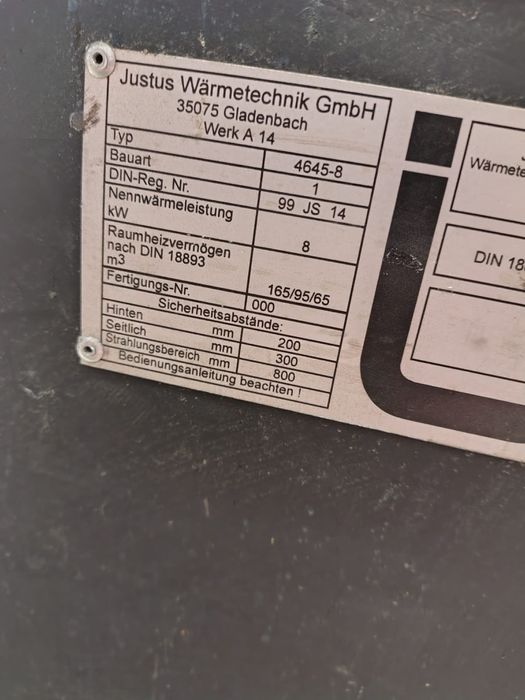 Justus Wärmetechnik GmbH
35075 Gladenbach
Werk A 14
Typ 4645-8
Bauart 1
DIN-Reg. Nr. 99 JS 14
Nennwärmeleistung
kW 8
Raumheizvermögen
nach DIN 18893
m3 165/95/65
Fertigungs-Nr. 000
Sicherheitsabstände:
Hinten mm 200
Seitlich mm 300
Strahlungsbereich mm 800
Bedienungsanleitung beachten !
DIN